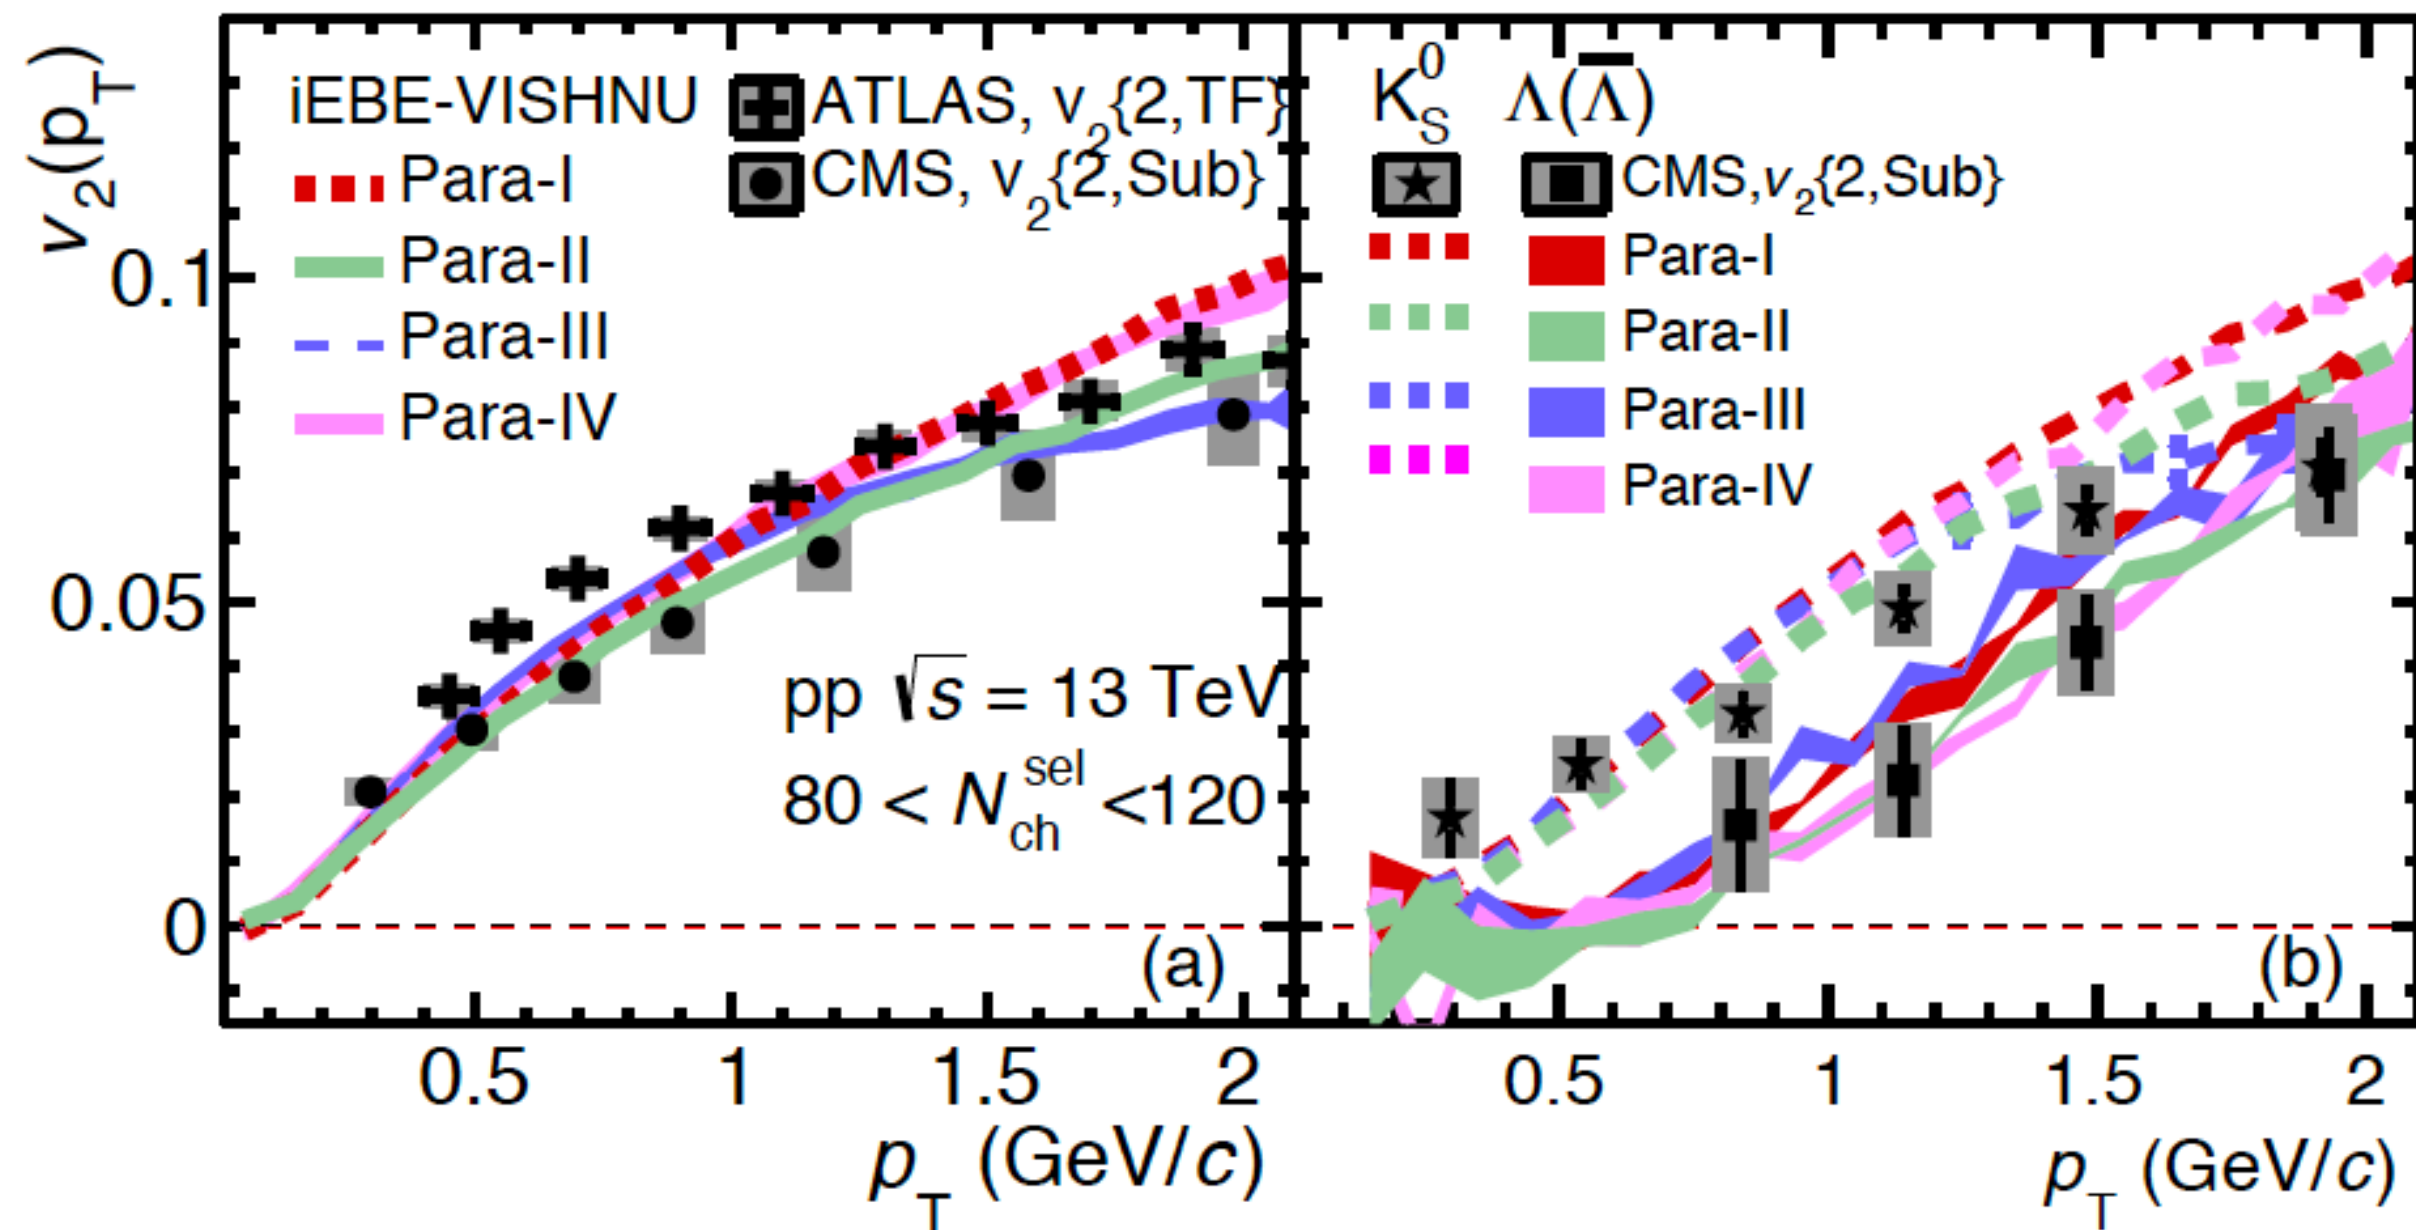 v2(pT)
iEBE-VISHNU
Para-I
Para-II
Para-III
Para-IV
ATLAS, v2{2,TF}
CMS, v2{2,Sub}
pp √s = 13 TeV
80 < Nch^sel <120
(a)
0.1
0.05
0
0.5 1 1.5 2
pT (GeV/c)
K⁰S Λ(Λ̅)
CMS,v2{2,Sub}
Para-I
Para-II
Para-III
Para-IV
(b)
0.5 1 1.5 2
pT (GeV/c)